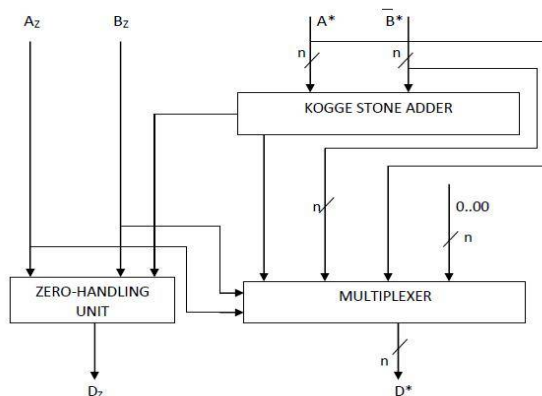 A_Z B_Z A* B̅*
n n
KOGGE STONE ADDER
n 0..00
n
ZERO-HANDLING
UNIT
MULTIPLEXER
n
D_Z D*